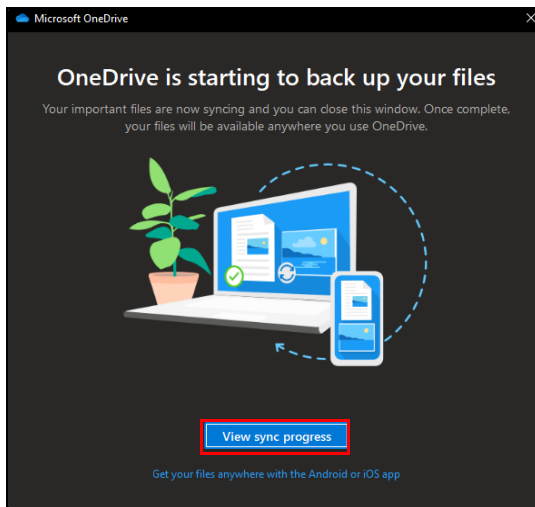 Microsoft OneDrive
OneDrive is starting to back up your files
Your important files are now syncing and you can close this window. Once complete,
your files will be available anywhere you use OneDrive.
View sync progress
Get your files anywhere with the Android or iOS app